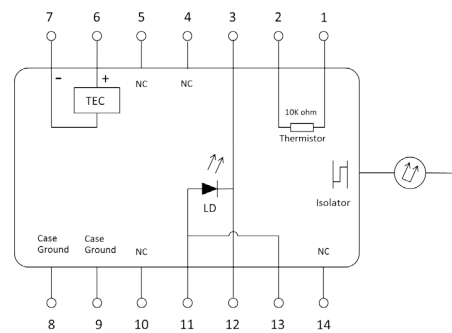 7 6 5 4 3 2 1
- + NC NC
TEC
10K ohm
Thermistor
LD
Isolator
Case
Ground
Case
Ground
NC
NC
8 9 10 11 12 13 14